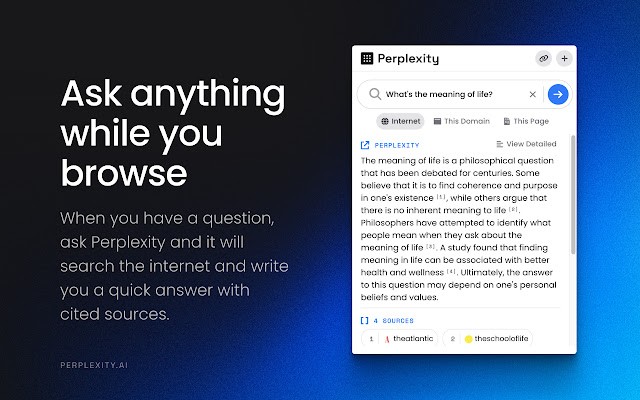 Ask anything
while you
browse
When you have a question,
ask Perplexity and it will
search the internet and write
you a quick answer with
cited sources.
PERPLEXITY.AI
Perplexity
What's the meaning of life?
Internet
This Domain
This Page
PERPLEXITY
View Detailed
The meaning of life is a philosophical question
that has been debated for centuries. Some
believe that it is to find coherence and purpose
in one's existence [1], while others argue that
there is no inherent meaning to life [2].
Philosophers have attempted to identify what
people mean when they ask about the
meaning of life [3]. A study found that finding
meaning in life can be associated with better
health and wellness [4]. Ultimately, the answer
to this question may depend on one's personal
beliefs and values.
4 SOURCES
1 theatlantic
2 theschooloflife